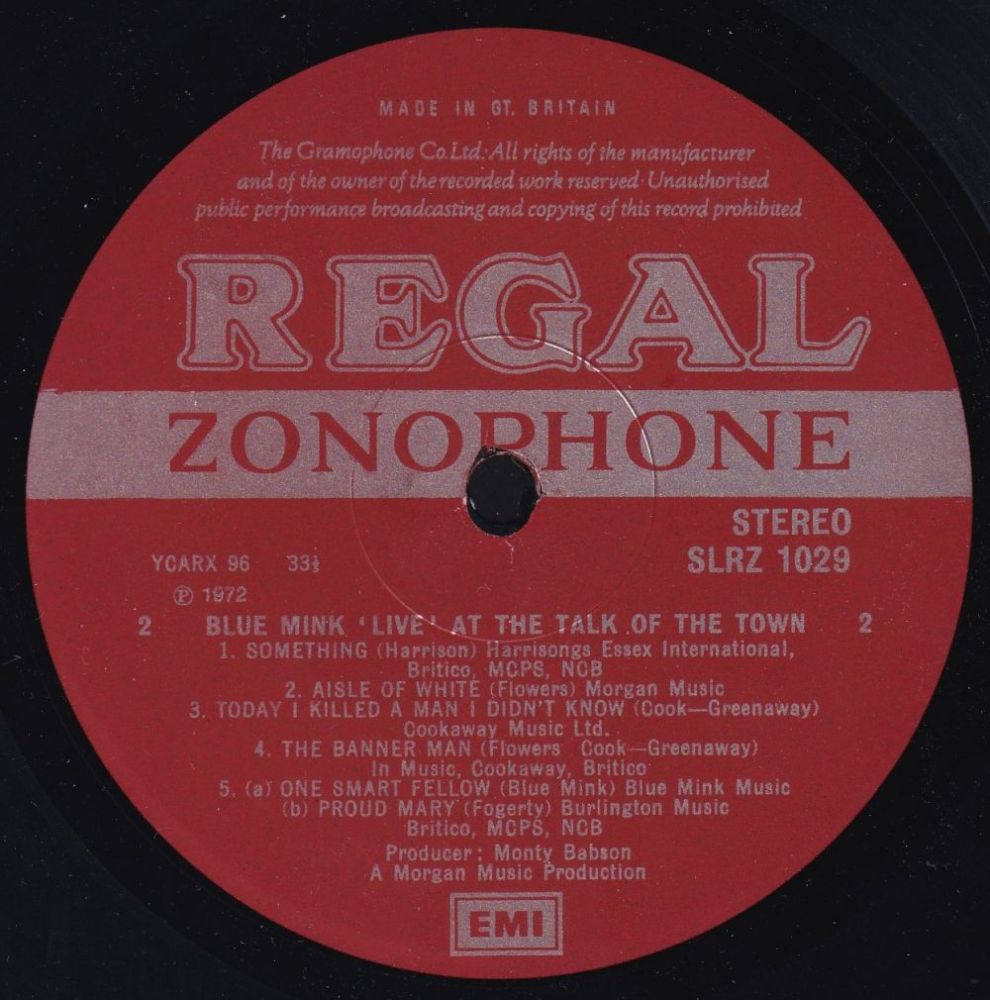 MADE IN GT. BRITAIN
The Gramophone Co. Ltd. All rights of the manufacturer
and of the owner of the recorded work reserved · Unauthorised
public performance broadcasting and copying of this record prohibited
REGAL
ZONOPHONE
STEREO
YCARX 96 33⅓ SLRZ 1029
℗ 1972
2 BLUE MINK 'LIVE' AT THE TALK OF THE TOWN 2
1. SOMETHING (Harrison) Harrisongs Essex International,
Britico, MCPS, NCB
2. AISLE OF WHITE (Flowers) Morgan Music
3. TODAY I KILLED A MAN I DIDN'T KNOW (Cook—Greenaway)
Cookaway Music Ltd.
4. THE BANNER MAN (Flowers Cook—Greenaway)
In Music, Cookaway, Britico
5. (a) ONE SMART FELLOW (Blue Mink) Blue Mink Music
(b) PROUD MARY (Fogerty) Burlington Music
Britico, MCPS, NCB
Producer: Monty Babson
A Morgan Music Production
EMI